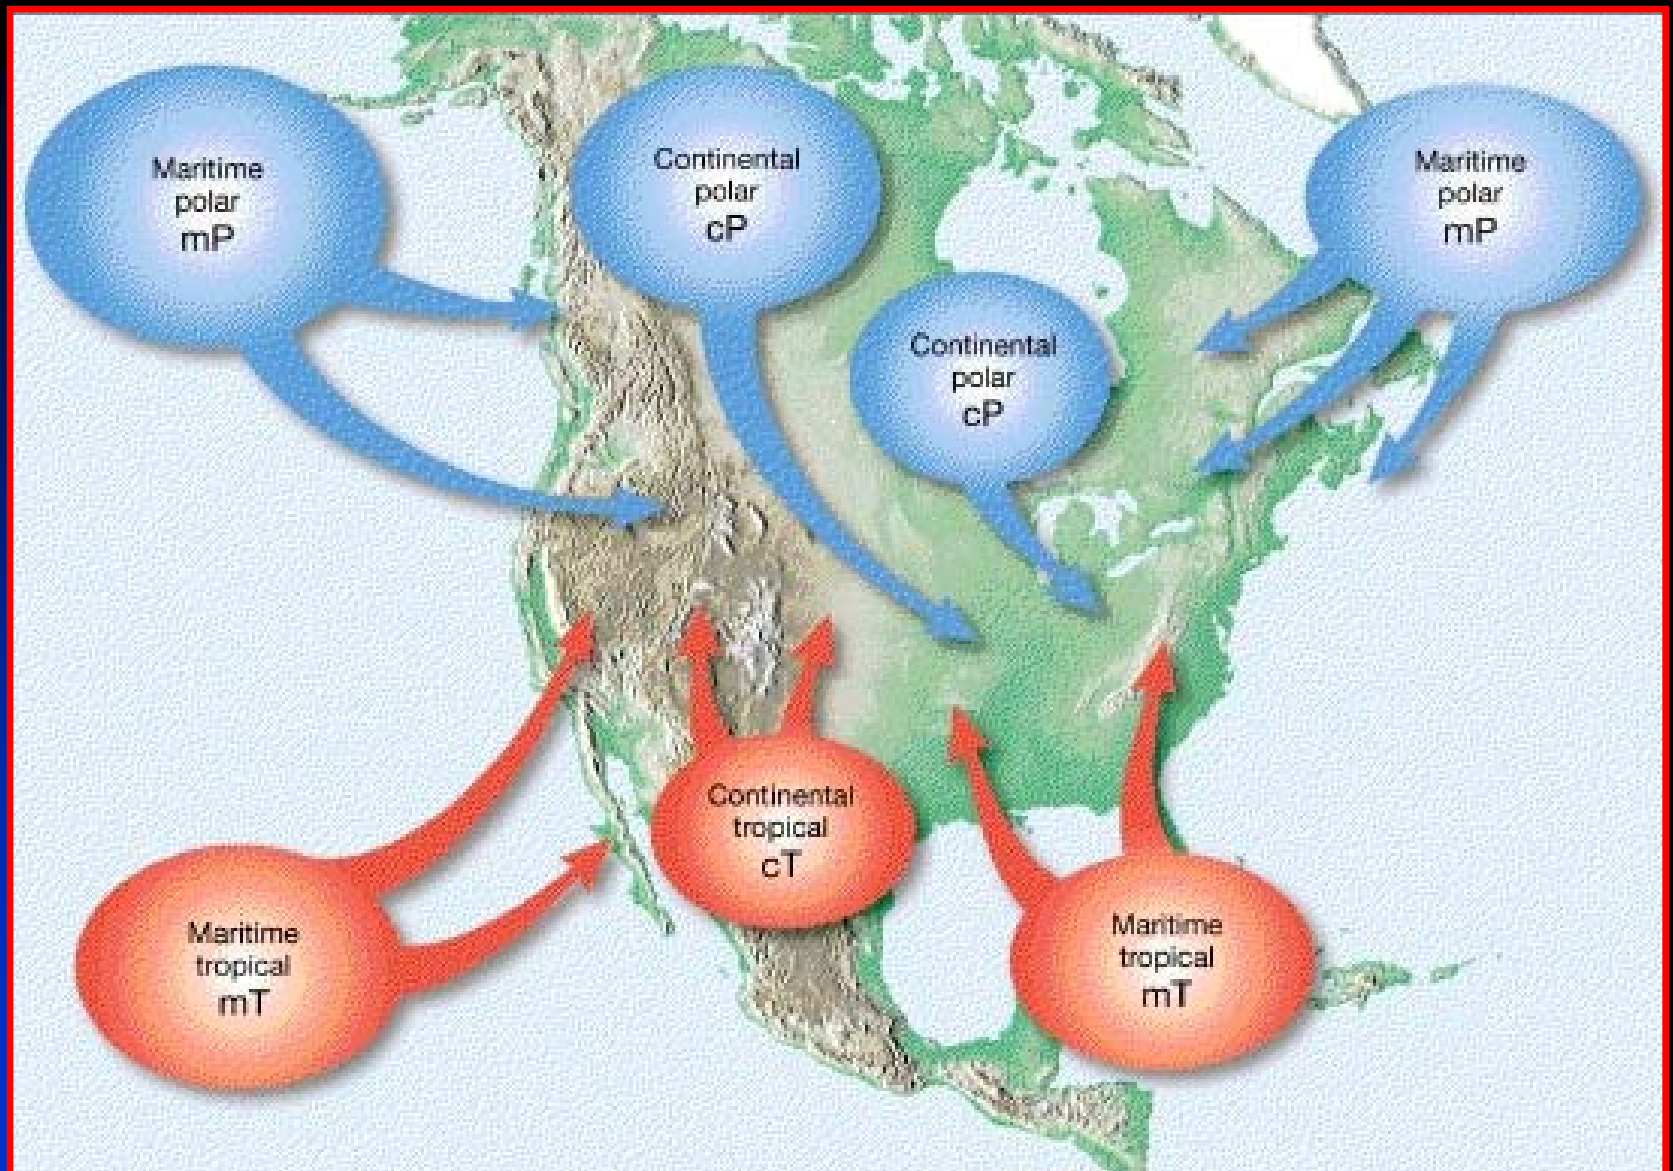 Maritime
polar
mP
Continental
polar
cP
Maritime
polar
mP
Continental
polar
cP
Continental
tropical
cT
Maritime
tropical
mT
Maritime
tropical
mT